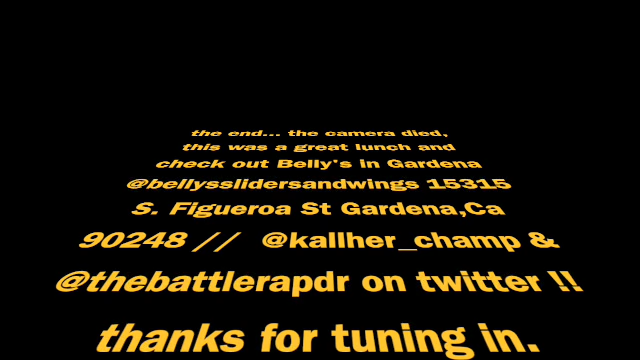 the end... the camera died,
this was a great lunch and
check out Belly's in Gardena
@bellysslidersandwings 15315
S. Figueroa St Gardena,Ca
90248 // @kallher_champ &
@thebattlerapdr on twitter !!
thanks for tuning in.